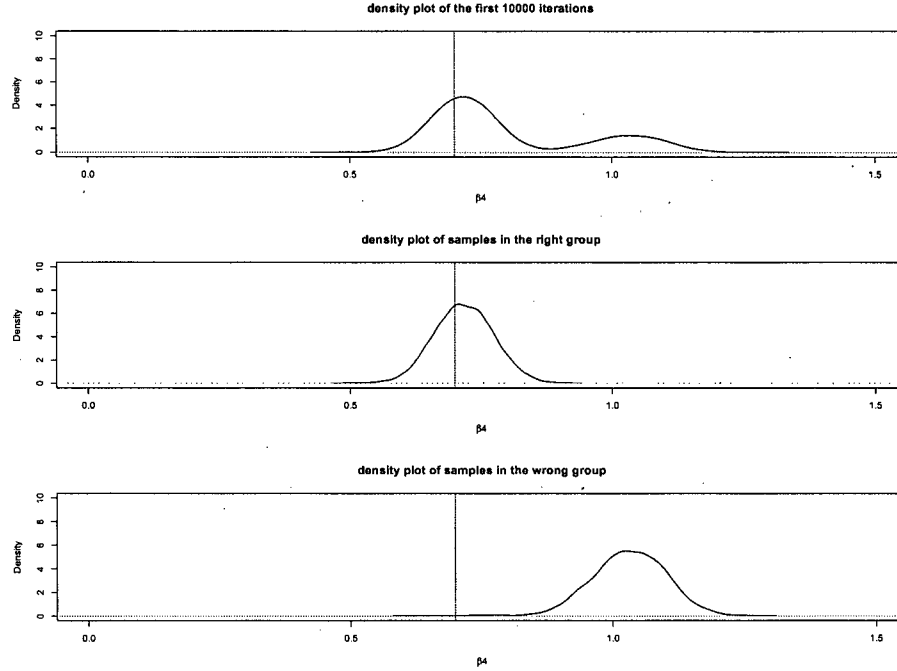 density plot of the first 10000 iterations
10
8
6
4
2
0
Density
0.0 0.5 1.0 1.5
β4
density plot of samples in the right group
10
8
6
4
2
0
Density
0.0 0.5 1.0 1.5
β4
density plot of samples in the wrong group
10
8
6
4
2
0
Density
0.0 0.5 1.0 1.5
β4